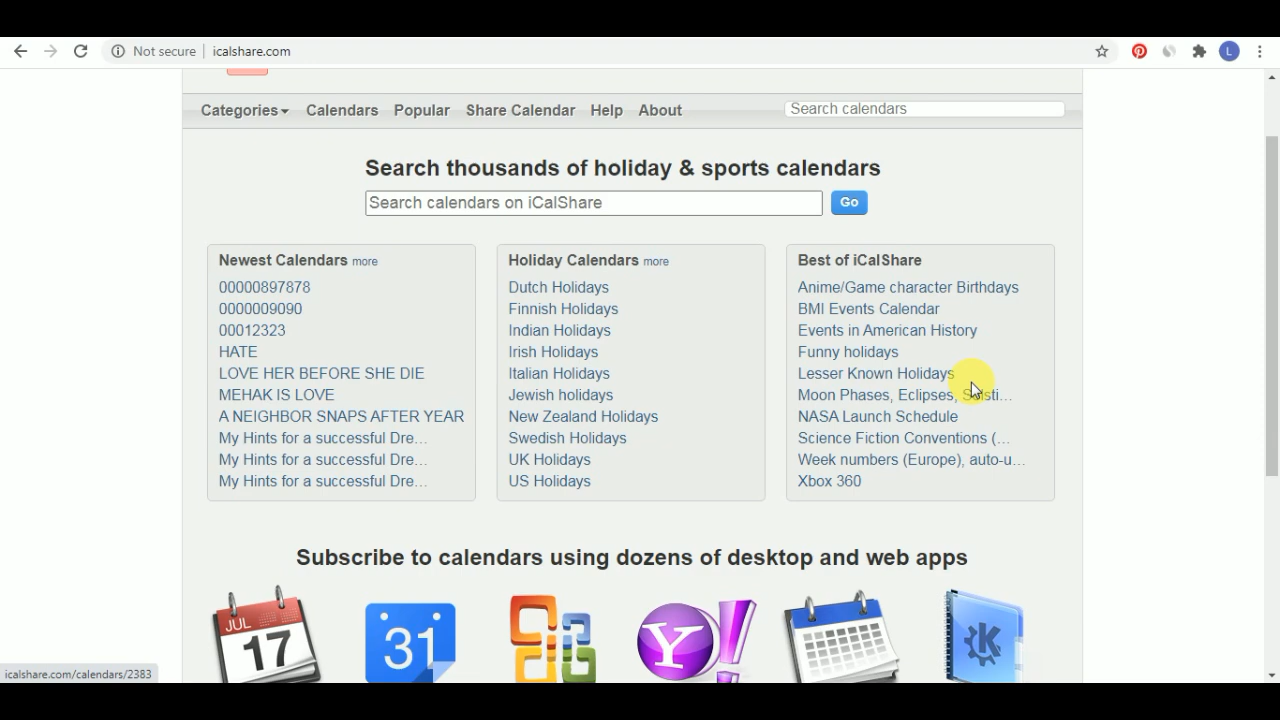 Not secure icalshare.com
L
Categories Calendars Popular Share Calendar Help About Search calendars
Search thousands of holiday & sports calendars
Search calendars on iCalShare Go
Newest Calendars more
00000897878
0000009090
00012323
HATE
LOVE HER BEFORE SHE DIE
MEHAK IS LOVE
A NEIGHBOR SNAPS AFTER YEAR
My Hints for a successful Dre...
My Hints for a successful Dre...
My Hints for a successful Dre...
Holiday Calendars more
Dutch Holidays
Finnish Holidays
Indian Holidays
Irish Holidays
Italian Holidays
Jewish holidays
New Zealand Holidays
Swedish Holidays
UK Holidays
US Holidays
Best of iCalShare
Anime/Game character Birthdays
BMI Events Calendar
Events in American History
Funny holidays
Lesser Known Holidays
Moon Phases, Eclipses, Solsti...
NASA Launch Schedule
Science Fiction Conventions (...
Week numbers (Europe), auto-u...
Xbox 360
Subscribe to calendars using dozens of desktop and web apps
JUL
17
31
Y!
K
icalshare.com/calendars/2383